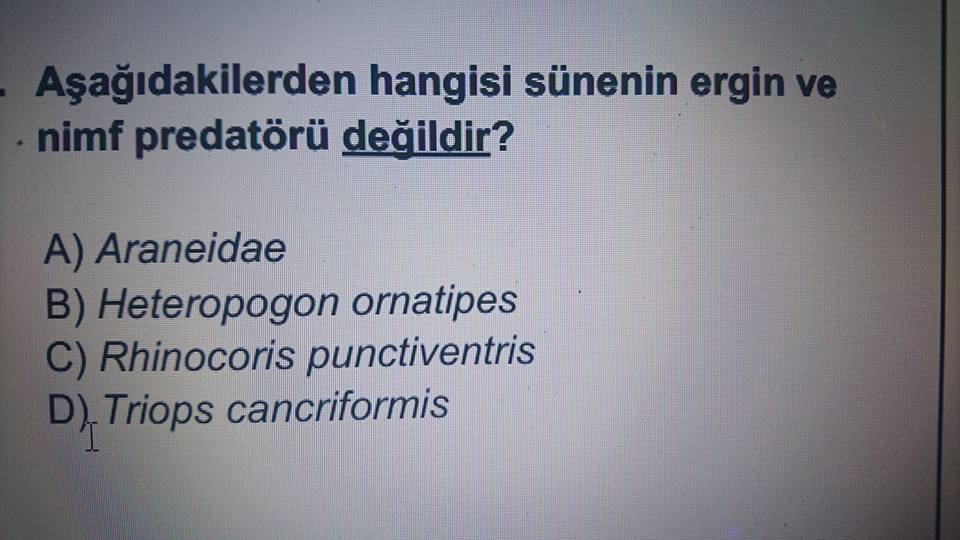 . Aşağıdakilerden hangisi sünenin ergin ve
nimf predatörü değildir?
A) Araneidae
B) Heteropogon ornatipes
C) Rhinocoris punctiventris
D) Triops cancriformis